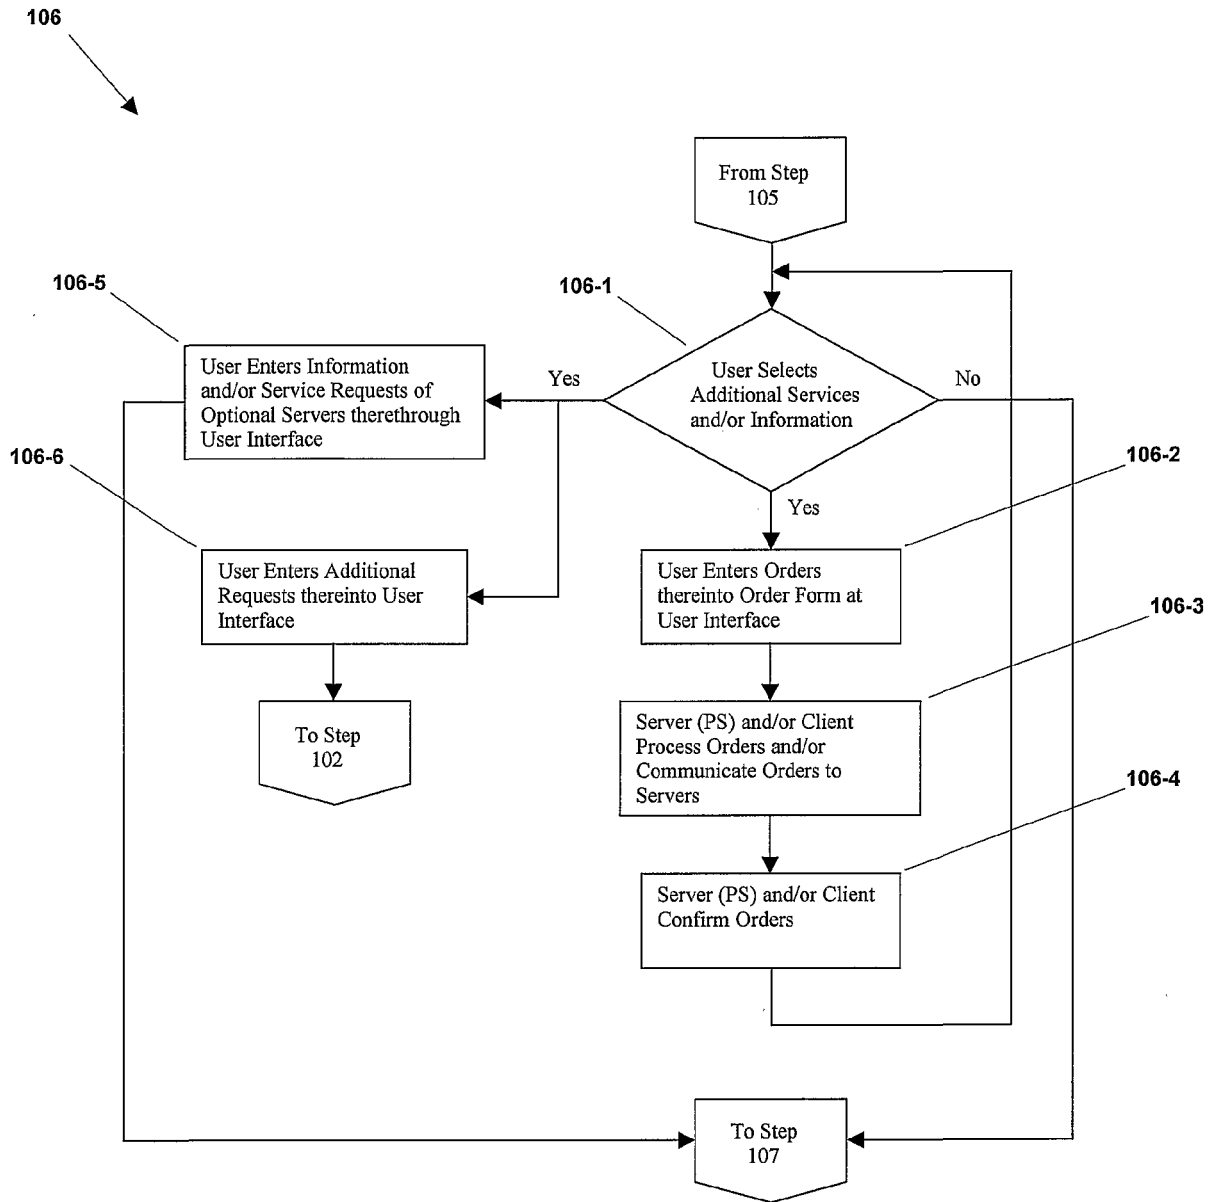 106
From Step
105
106-5
106-1
User Enters Information
and/or Service Requests of
Optional Servers therethrough
User Interface
Yes
User Selects
Additional Services
and/or Information
No
106-6
106-2
Yes
User Enters Additional
Requests thereinto User
Interface
User Enters Orders
thereinto Order Form at
User Interface
106-3
To Step
102
Server (PS) and/or Client
Process Orders and/or
Communicate Orders to
Servers
106-4
Server (PS) and/or Client
Confirm Orders
To Step
107